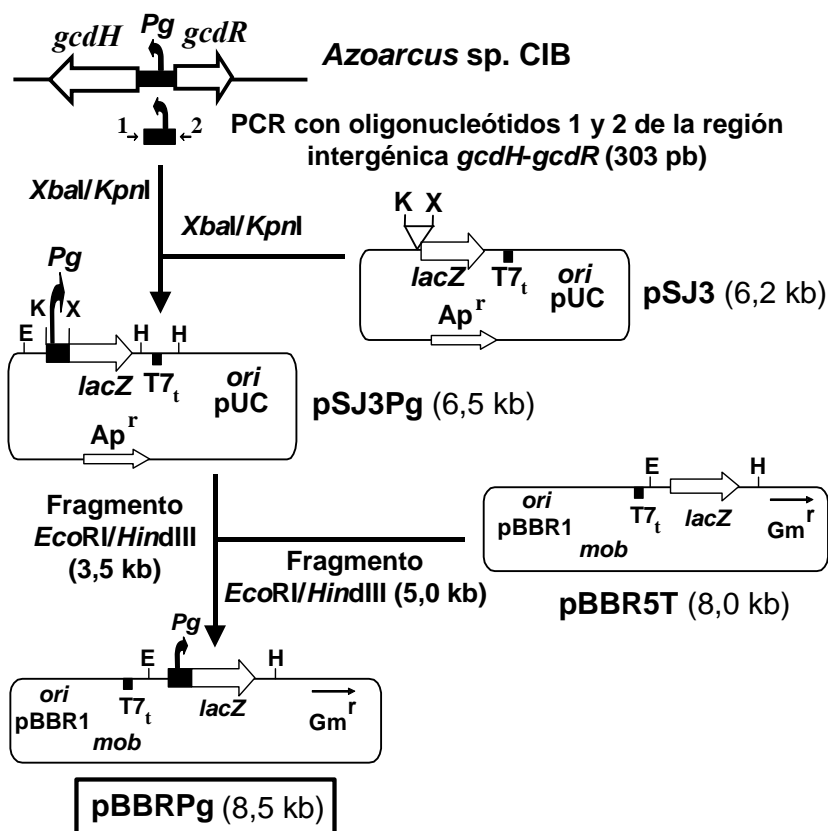 gcdH Pg gcdR
Azoarcus sp. CIB
1 2
PCR con oligonucleótidos 1 y 2 de la región
intergénica gcdH-gcdR (303 pb)
XbaI/KpnI
XbaI/KpnI
K X
lacZ T7t ori
pUC
Apr
pSJ3 (6,2 kb)
Pg
E K X H H
lacZ T7t ori
pUC
Apr
pSJ3Pg (6,5 kb)
Fragmento
EcoRI/HindIII
(3,5 kb)
Fragmento
EcoRI/HindIII (5,0 kb)
E H
ori
pBBR1
mob
T7t
lacZ
Gmr
pBBR5T (8,0 kb)
Pg
E H
ori
pBBR1
mob
T7t
lacZ
Gmr
pBBRPg (8,5 kb)